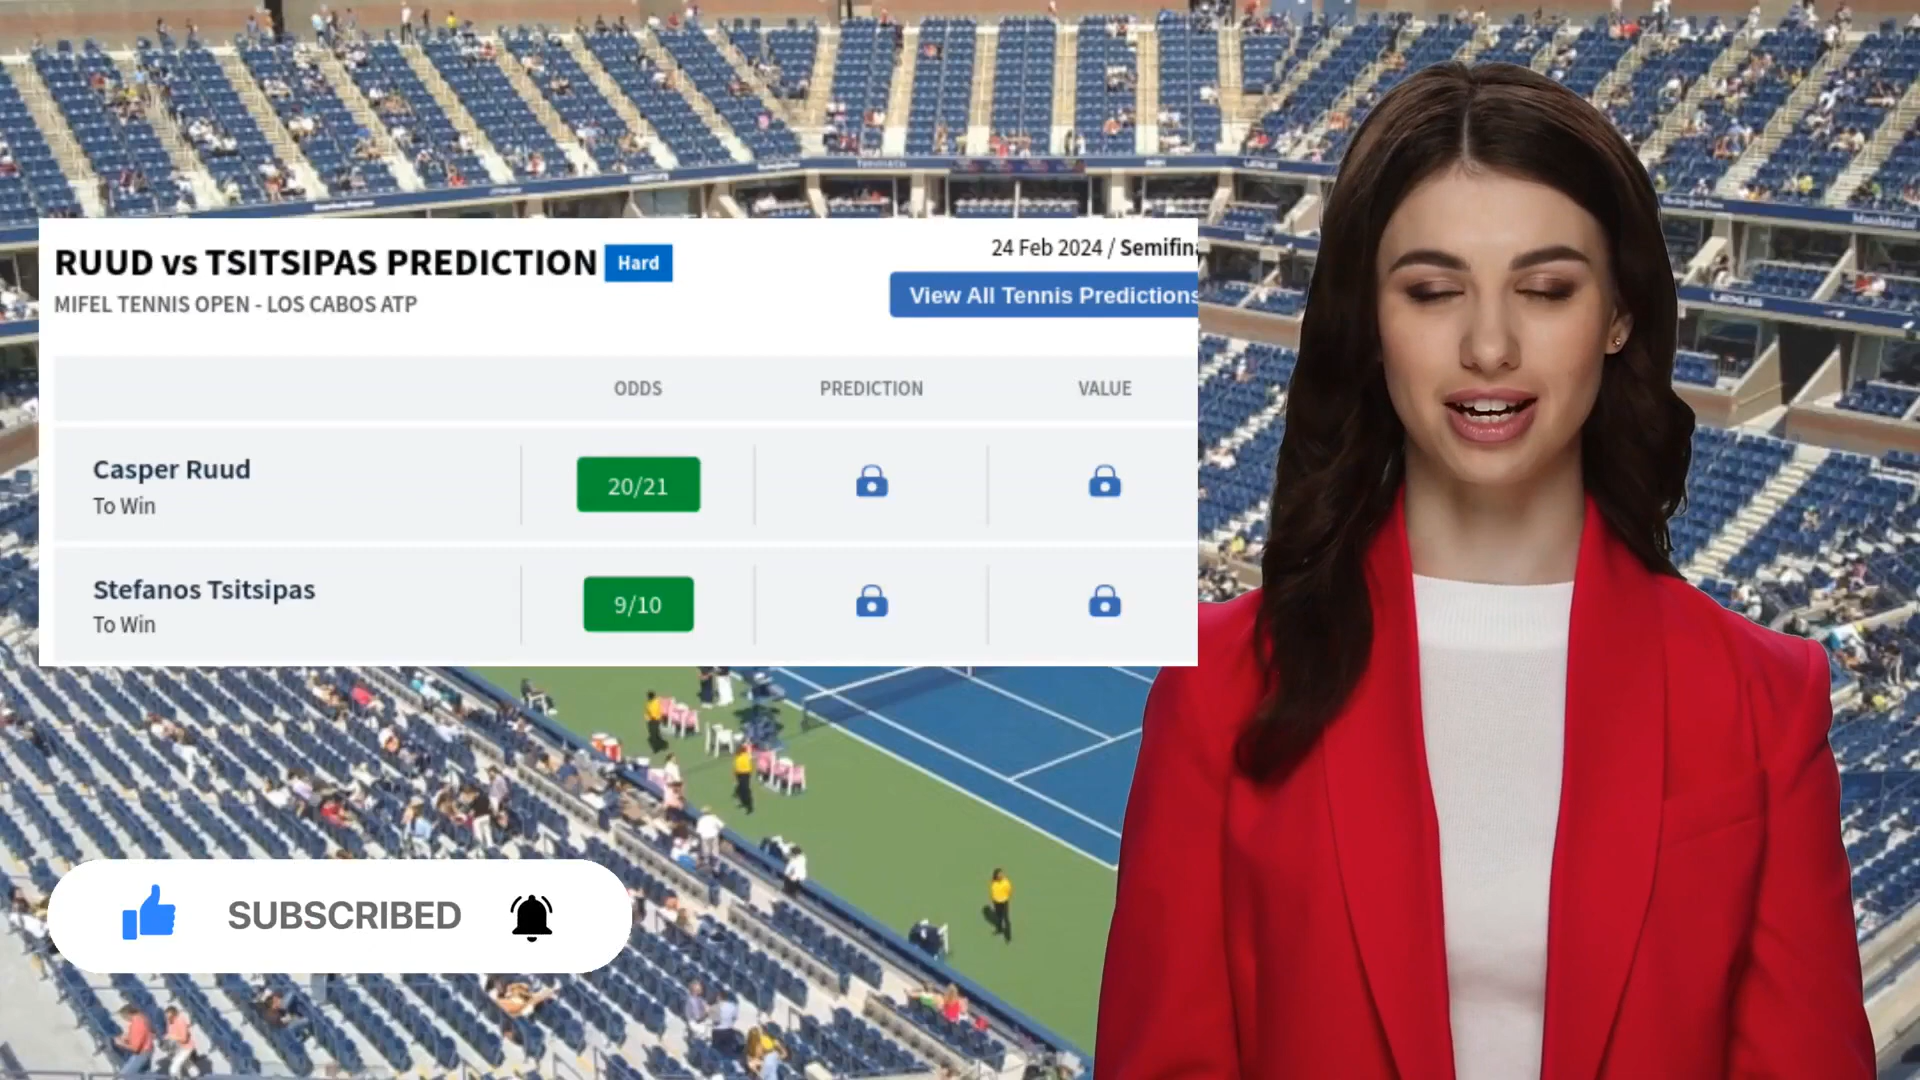 RUUD vs TSITSIPAS PREDICTION Hard
24 Feb 2024 / Semifina
MIFEL TENNIS OPEN - LOS CABOS ATP
View All Tennis Predictions
ODDS PREDICTION VALUE
Casper Ruud
To Win
20/21
Stefanos Tsitsipas
To Win
9/10
SUBSCRIBED